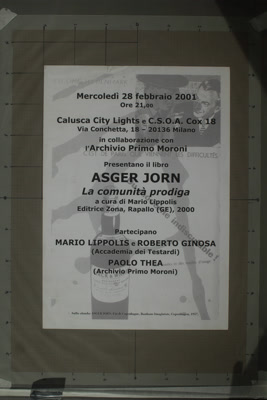 Mercoledì 28 febbraio 2001
Ore 21,00
Calusca City Lights e C.S.O.A. Cox 18
Via Conchetta, 18 – 20136 Milano
in collaborazione con
l'Archivio Primo Moroni
Presentano il libro
ASGER JORN
La comunità prodiga
a cura di Mario Lippolis
Editrice Zona, Rapallo (GE), 2000
Partecipano
MARIO LIPPOLIS e ROBERTO GINOSA
(Accademia dei Testardi)
PAOLO THEA
(Archivio Primo Moroni)